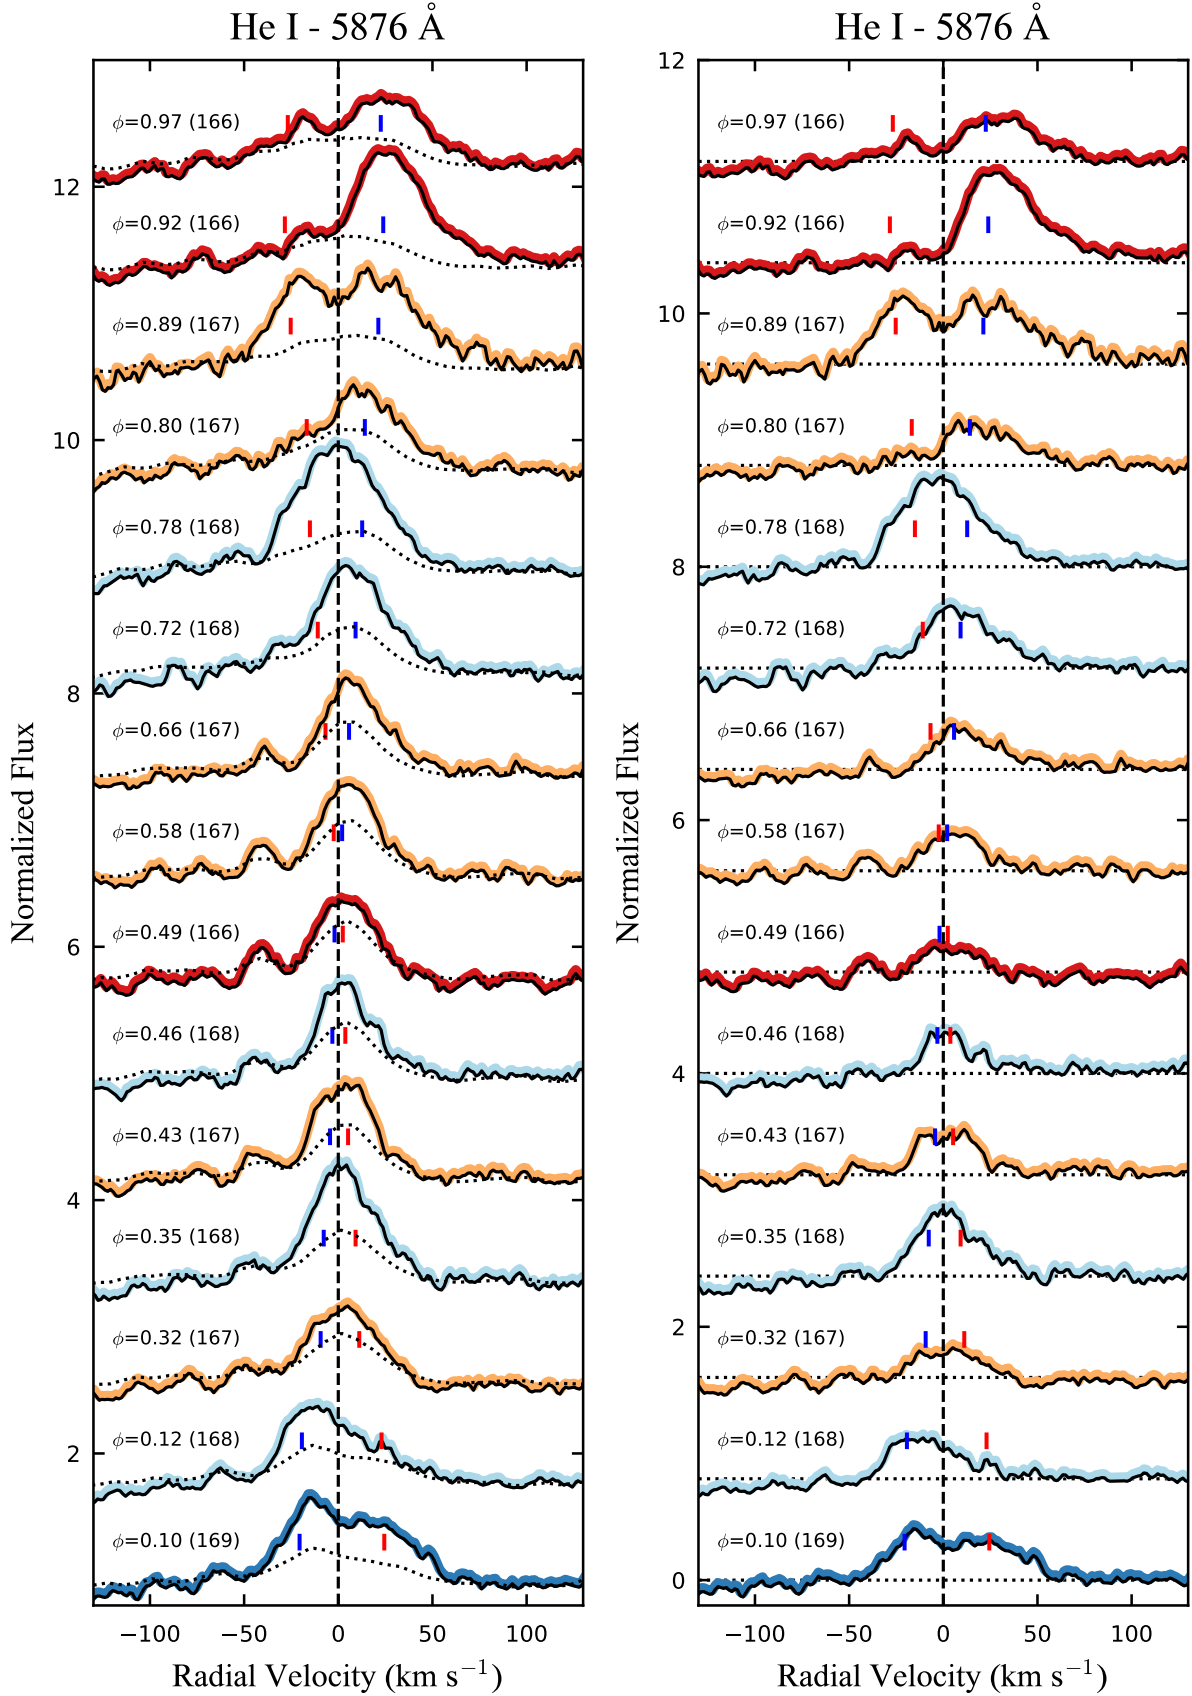 He I - 5876 Å
He I - 5876 Å
12
10
8
6
4
2
Normalized Flux
ϕ=0.97 (166)
ϕ=0.92 (166)
ϕ=0.89 (167)
ϕ=0.80 (167)
ϕ=0.78 (168)
ϕ=0.72 (168)
ϕ=0.66 (167)
ϕ=0.58 (167)
ϕ=0.49 (166)
ϕ=0.46 (168)
ϕ=0.43 (167)
ϕ=0.35 (168)
ϕ=0.32 (167)
ϕ=0.12 (168)
ϕ=0.10 (169)
−100 −50 0 50 100
Radial Velocity (km s⁻¹)
12
10
8
6
4
2
0
Normalized Flux
ϕ=0.97 (166)
ϕ=0.92 (166)
ϕ=0.89 (167)
ϕ=0.80 (167)
ϕ=0.78 (168)
ϕ=0.72 (168)
ϕ=0.66 (167)
ϕ=0.58 (167)
ϕ=0.49 (166)
ϕ=0.46 (168)
ϕ=0.43 (167)
ϕ=0.35 (168)
ϕ=0.32 (167)
ϕ=0.12 (168)
ϕ=0.10 (169)
−100 −50 0 50 100
Radial Velocity (km s⁻¹)